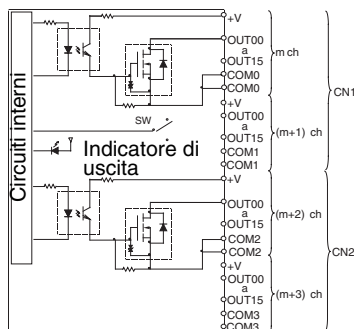 Circuiti interni
+V
OUT00
a
OUT15
COM0
COM0
m ch
+V
OUT00
a
OUT15
COM1
COM1
(m+1) ch
CN1
SW
Indicatore di
uscita
+V
OUT00
a
OUT15
COM2
COM2
(m+2) ch
+V
OUT00
a
OUT15
COM3
COM3
(m+3) ch
CN2